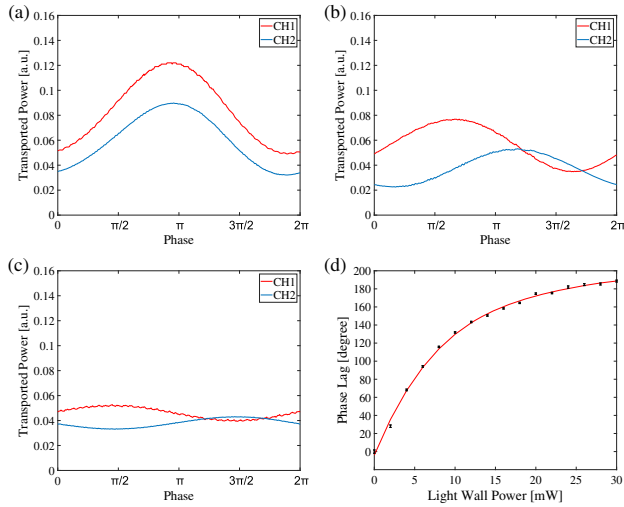 (a)
CH1
CH2
Transported Power [a.u.]
0.16
0.14
0.12
0.1
0.08
0.06
0.04
0.02
0
0
π/2
π
3π/2
2π
Phase
(b)
CH1
CH2
Transported Power [a.u.]
0.16
0.14
0.12
0.1
0.08
0.06
0.04
0.02
0
0
π/2
π
3π/2
2π
Phase
(c)
CH1
CH2
Transported Power [a.u.]
0.16
0.14
0.12
0.1
0.08
0.06
0.04
0.02
0
0
π/2
π
3π/2
2π
Phase
(d)
Phase Lag [degree]
200
180
160
140
120
100
80
60
40
20
0
0
5
10
15
20
25
30
Light Wall Power [mW]